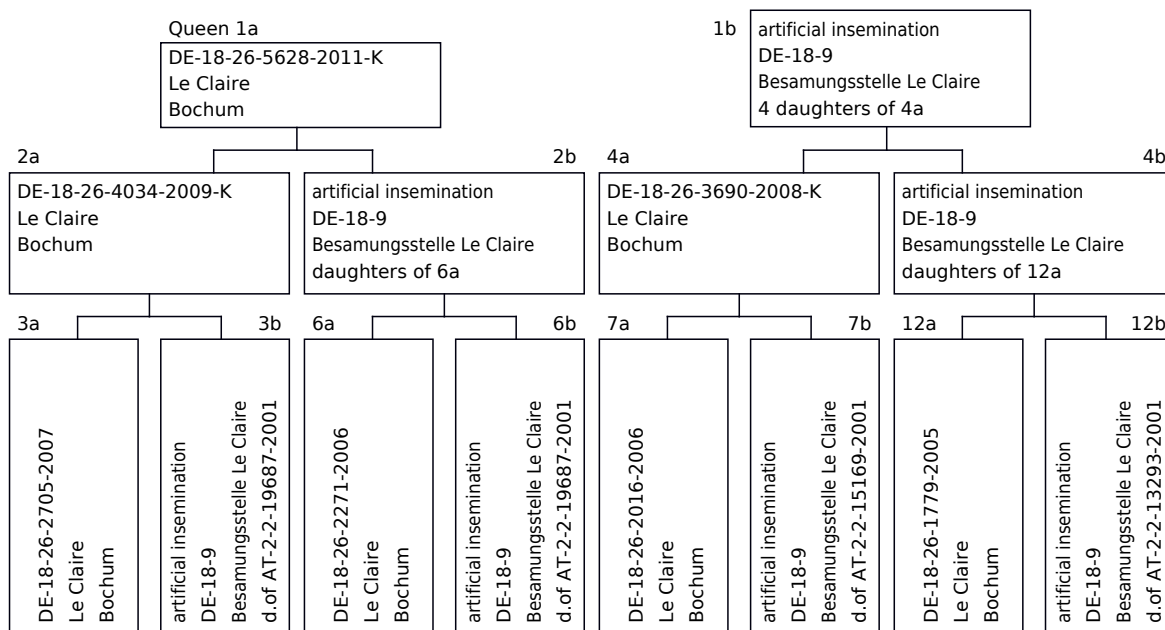 Queen 1a
DE-18-26-5628-2011-K
Le Claire
Bochum
1b
artificial insemination
DE-18-9
Besamungsstelle Le Claire
4 daughters of 4a
2a
DE-18-26-4034-2009-K
Le Claire
Bochum
2b
artificial insemination
DE-18-9
Besamungsstelle Le Claire
daughters of 6a
4a
DE-18-26-3690-2008-K
Le Claire
Bochum
4b
artificial insemination
DE-18-9
Besamungsstelle Le Claire
daughters of 12a
3a
DE-18-26-2705-2007
Le Claire
Bochum
3b
artificial insemination
DE-18-9
Besamungsstelle Le Claire
d.of AT-2-2-19687-2001
6a
DE-18-26-2271-2006
Le Claire
Bochum
6b
artificial insemination
DE-18-9
Besamungsstelle Le Claire
d.of AT-2-2-19687-2001
7a
DE-18-26-2016-2006
Le Claire
Bochum
7b
artificial insemination
DE-18-9
Besamungsstelle Le Claire
d.of AT-2-2-15169-2001
12a
DE-18-26-1779-2005
Le Claire
Bochum
12b
artificial insemination
DE-18-9
Besamungsstelle Le Claire
d.of AT-2-2-13293-2001